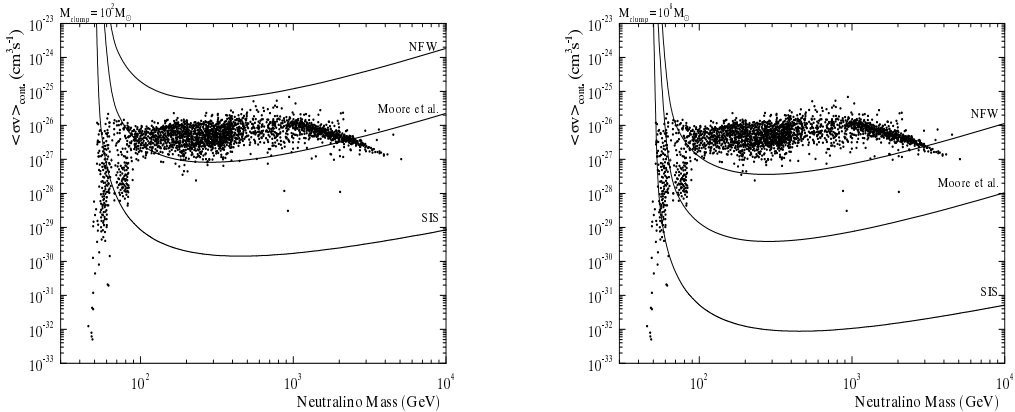 M_clump = 10^2 M_⊙
<σv>_cont. (cm^3 s^-1)
10^-23
10^-24
10^-25
10^-26
10^-27
10^-28
10^-29
10^-30
10^-31
10^-32
10^-33
NFW
Moore et al.
SIS
10^2 10^3 10^4
Neutralino Mass (GeV)
M_clump = M_⊙
<σv>_cont. (cm^3 s^-1)
10^-23
10^-24
10^-25
10^-26
10^-27
10^-28
10^-29
10^-30
10^-31
10^-32
10^-33
NFW
Moore et al.
SIS
10^2 10^3 10^4
Neutralino Mass (GeV)